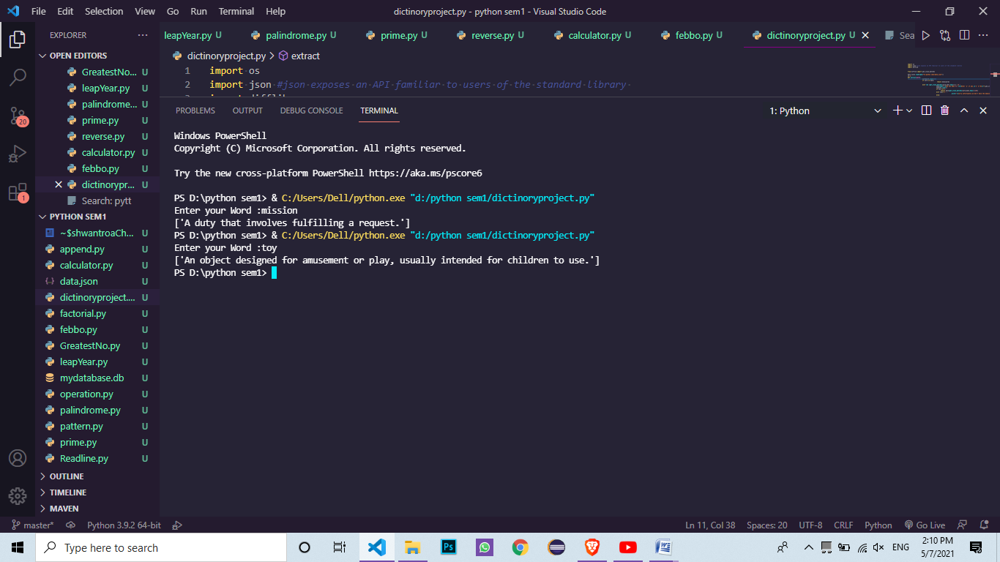 File Edit Selection View Go Run Terminal Help dictinoryproject.py - python sem1 - Visual Studio Code
EXPLORER ···
leapYear.py U palindrome.py U prime.py U reverse.py U calculator.py U febbo.py U dictinoryproject.py U Sea
OPEN EDITORS
GreatestNo... U
leapYear.py U
palindrome... U
prime.py U
reverse.py U
calculator.py U
febbo.py U
dictinorypr... U
Search: pytt
PYTHON SEM1
~$shwantroaCh... U
append.py U
calculator.py U
data.json U
dictinoryproject.... U
factorial.py U
febbo.py U
GreatestNo.py U
leapYear.py U
mydatabase.db U
operation.py U
palindrome.py U
pattern.py U
prime.py U
Readline.py U
OUTLINE
TIMELINE
MAVEN
20
1
dictinoryproject.py > extract
1 import os
2 import json #json exposes an API familiar to users of the standard library
PROBLEMS OUTPUT DEBUG CONSOLE TERMINAL 1: Python
Windows PowerShell
Copyright (C) Microsoft Corporation. All rights reserved.
Try the new cross-platform PowerShell https://aka.ms/pscore6
PS D:\python sem1> & C:/Users/Dell/python.exe "d:/python sem1/dictinoryproject.py"
Enter your Word :mission
['A duty that involves fulfilling a request.']
PS D:\python sem1> & C:/Users/Dell/python.exe "d:/python sem1/dictinoryproject.py"
Enter your Word :toy
['An object designed for amusement or play, usually intended for children to use.']
PS D:\python sem1>
master* Python 3.9.2 64-bit Ln 11, Col 38 Spaces: 20 UTF-8 CRLF Python Go Live
Type here to search
Ps
ENG
2:10 PM
5/7/2021